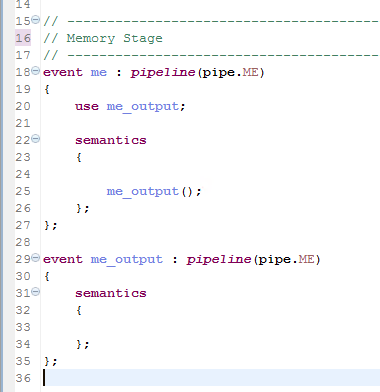 14
15 // ---------------------------------------
16 // Memory Stage
17 // ---------------------------------------
18 event me : pipeline(pipe.ME)
19 {
20     use me_output;
21
22     semantics
23     {
24
25         me_output();
26     };
27 };
28
29 event me_output : pipeline(pipe.ME)
30 {
31     semantics
32     {
33
34     };
35 };
36